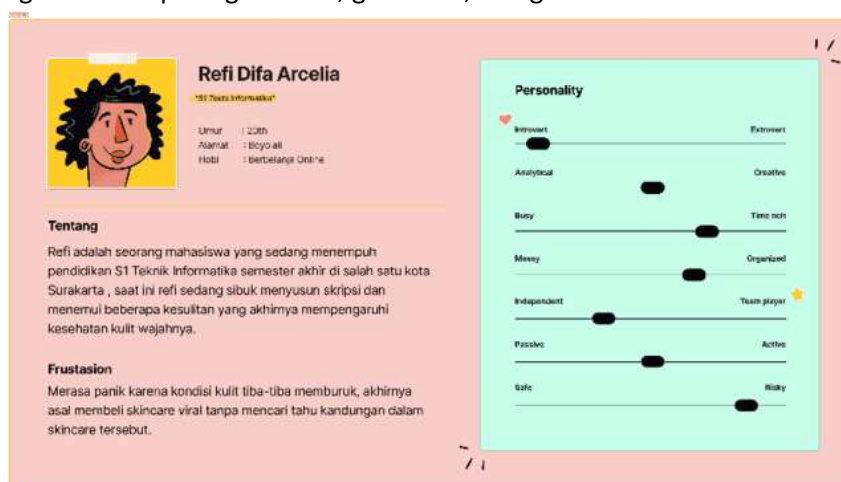 Refi Difa Arcelia
"S1 Teknik Informatika"
Umur : 20th
Alamat : Boyolali
Hobi : Berbelanja Online
Tentang
Refi adalah seorang mahasiswa yang sedang menempuh
pendidikan S1 Teknik Informatika semester akhir di salah satu kota
Surakarta , saat ini refi sedang sibuk menyusun skripsi dan
menemui beberapa kesulitan yang akhirnya mempengaruhi
kesehatan kulit wajahnya.
Frustasion
Merasa panik karena kondisi kulit tiba-tiba memburuk, akhirnya
asal membeli skincare viral tanpa mencari tahu kandungan dalam
skincare tersebut.
Personality
Introvert Extrovert
Analytical Creative
Busy Time rich
Messy Organized
Independent Team player
Passive Active
Safe Risky